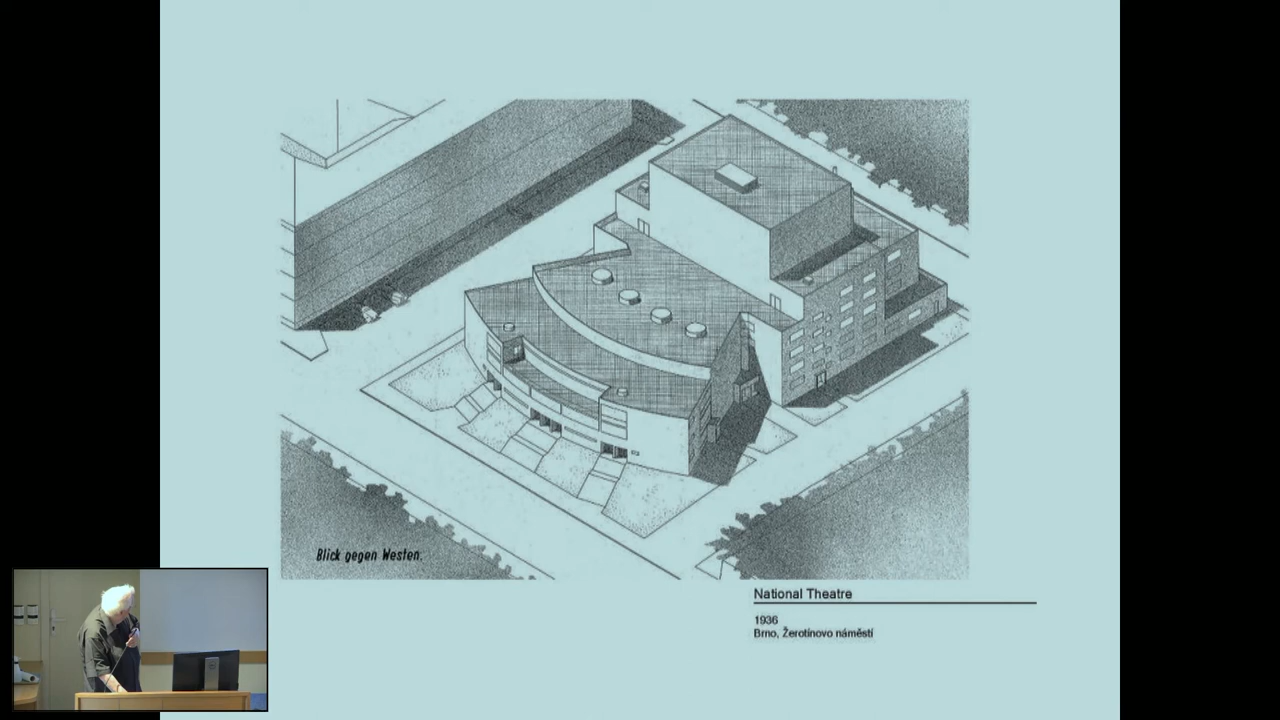 Blick gegen Westen.
National Theatre
1936
Brno, Žerotínovo náměstí